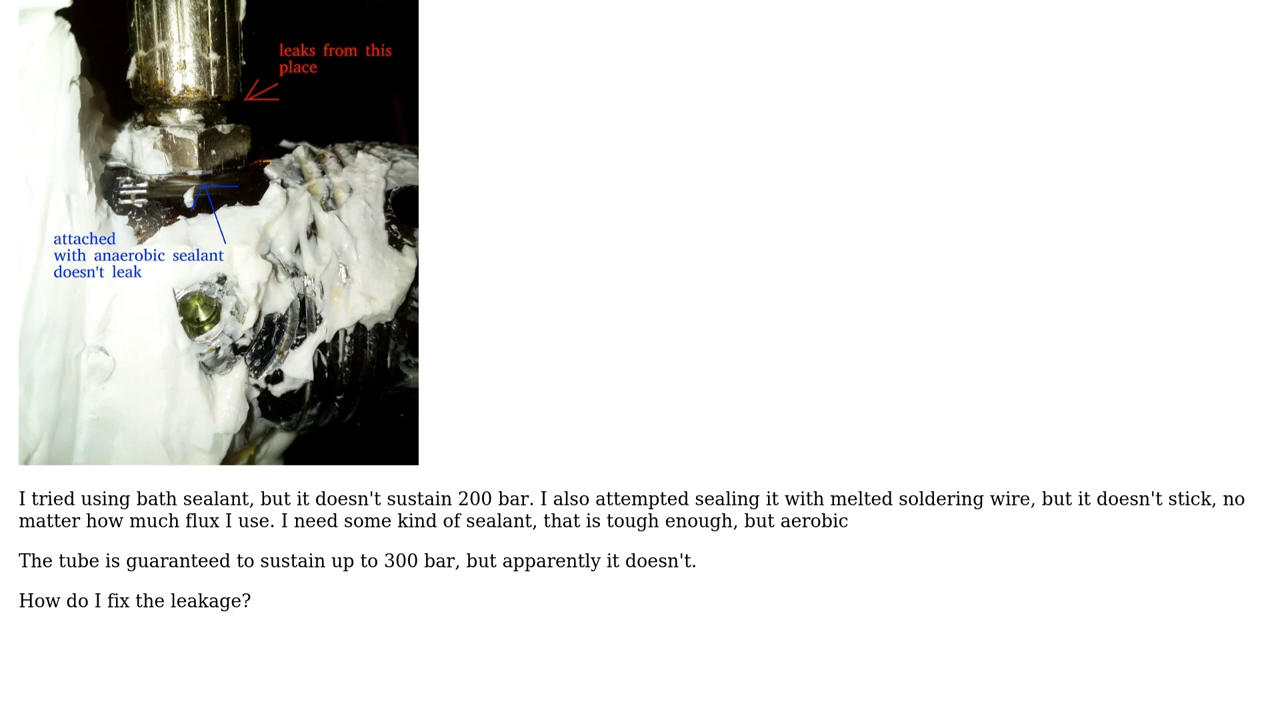 leaks from this
place
attached
with anaerobic sealant
doesn't leak
I tried using bath sealant, but it doesn't sustain 200 bar. I also attempted sealing it with melted soldering wire, but it doesn't stick, no
matter how much flux I use. I need some kind of sealant, that is tough enough, but aerobic
The tube is guaranteed to sustain up to 300 bar, but apparently it doesn't.
How do I fix the leakage?